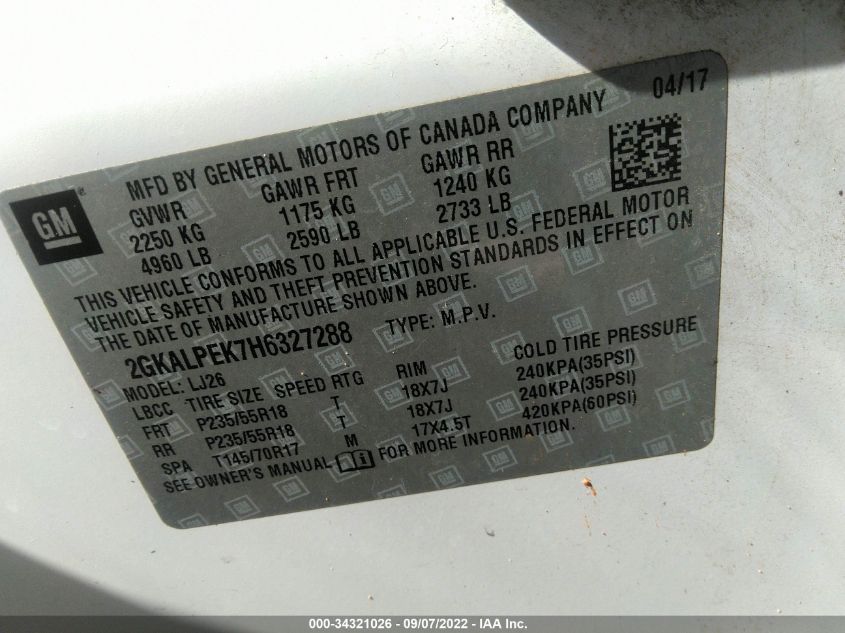 04/17
MFD BY GENERAL MOTORS OF CANADA COMPANY
GM
GVWR GAWR FRT GAWR RR
2250 KG 1175 KG 1240 KG
4960 LB 2590 LB 2733 LB
THIS VEHICLE CONFORMS TO ALL APPLICABLE U.S. FEDERAL MOTOR
VEHICLE SAFETY AND THEFT PREVENTION STANDARDS IN EFFECT ON
THE DATE OF MANUFACTURE SHOWN ABOVE.
2GKALPEK7H6327288 TYPE: M.P.V.
MODEL: LJ26
LBCC TIRE SIZE SPEED RTG RIM COLD TIRE PRESSURE
FRT P235/55R18 T 18X7J 240KPA(35PSI)
RR P235/55R18 T 18X7J 240KPA(35PSI)
SPA T145/70R17 M 17X4.5T 420KPA(60PSI)
SEE OWNER'S MANUAL FOR MORE INFORMATION.
000-34321026 - 09/07/2022 - IAA Inc.